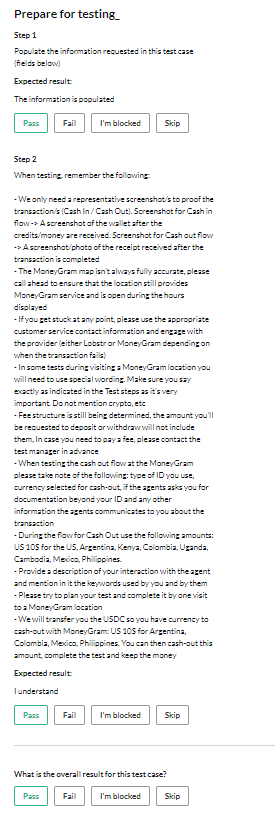 Prepare for testing_
Step 1
Populate the information requested in this test case
(fields below)
Expected result:
The information is populated
Pass Fail I'm blocked Skip
Step 2
When testing, remember the following:
- We only need a representative screenshot/s to proof the
transaction/s (Cash In / Cash Out). Screenshot for Cash in
flow -> A screenshot of the wallet after the
credits/money are received. Screenshot for Cash out flow
-> A screenshot/photo of the receipt received after the
transaction is completed
- The MoneyGram map isn't always fully accurate, please
call ahead to ensure that the location still provides
MoneyGram service and is open during the hours
displayed
- If you get stuck at any point, please use the appropriate
customer service contact information and engage with
the provider (either Lobstr or MoneyGram depending on
when the transaction fails)
- In some tests during visiting a MoneyGram location you
will need to use special wording. Make sure you say
exactly as indicated in the Test steps as it's very
important. Do not mention crypto, etc
- Fee structure is still being determined, the amount you'll
be requested to deposit or withdraw will not include
them, In case you need to pay a fee, please contact the
test manager in advance
- When testing the cash out flow at the MoneyGram
please take note of the following: type of ID you use,
currency selected for cash-out, if the agents asks you for
documentation beyond your ID and any other
information the agents communicates to you about the
transaction
- During the flow for Cash Out use the following amounts:
US 10$ for the US, Argentina, Kenya, Colombia, Uganda,
Cambodia, Mexico, Philippines.
- Provide a description of your interaction with the agent
and mention in it the keywords used by you and by them
- Please try to plan your test and complete it by one visit
to a MoneyGram location
- We will transfer you the USDC so you have currency to
cash-out with MoneyGram: US 10$ for Argentina,
Colombia, Mexico, Philippines. You can then cash-out this
amount, complete the test and keep the money
Expected result:
I understand
Pass Fail I'm blocked Skip
What is the overall result for this test case?
Pass Fail I'm blocked Skip